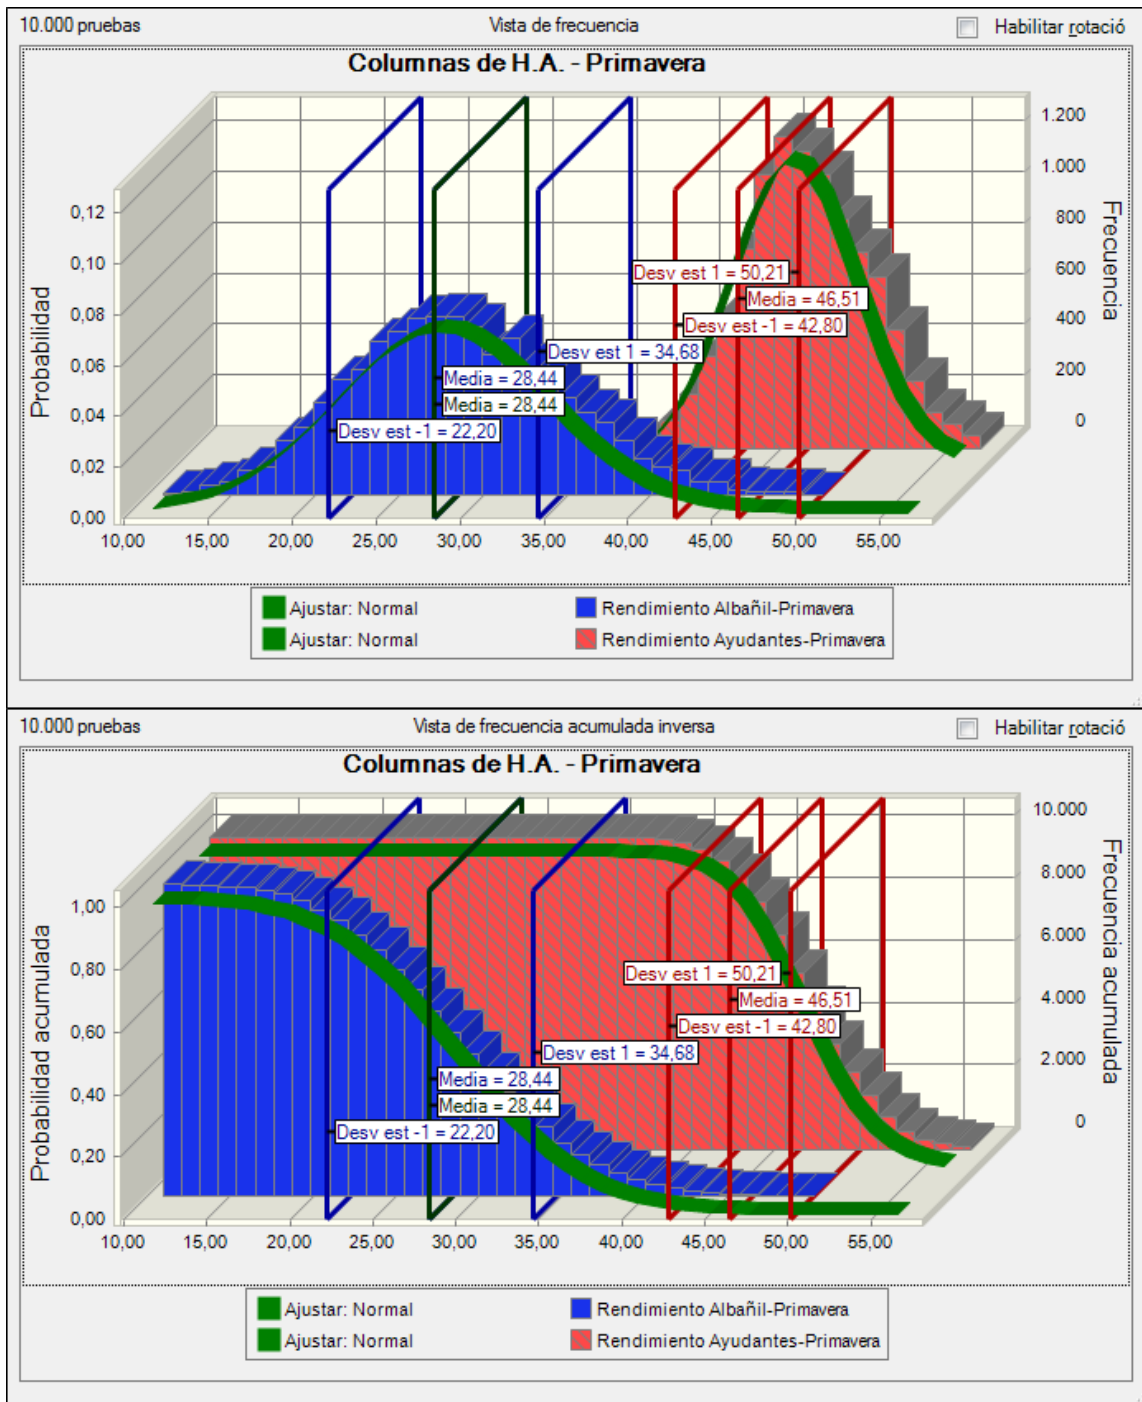 10.000 pruebas Vista de frecuencia Habilitar rotació
Columnas de H.A. - Primavera
1.200
1.000
800
600
400
200
0
Frecuencia
0,12
0,10
0,08
0,06
0,04
0,02
0,00
Probabilidad
Desv est 1 = 50,21
Media = 46,51
Desv est -1 = 42,80
Desv est 1 = 34,68
Media = 28,44
Media = 28,44
Desv est -1 = 22,20
10,00 15,00 20,00 25,00 30,00 35,00 40,00 45,00 50,00 55,00
Ajustar: Normal Rendimiento Albañil-Primavera
Ajustar: Normal Rendimiento Ayudantes-Primavera
10.000 pruebas Vista de frecuencia acumulada inversa Habilitar rotació
Columnas de H.A. - Primavera
10.000
8.000
6.000
4.000
2.000
0
Frecuencia acumulada
1,00
0,80
0,60
0,40
0,20
0,00
Probabilidad acumulada
Desv est 1 = 50,21
Media = 46,51
Desv est -1 = 42,80
Desv est 1 = 34,68
Media = 28,44
Media = 28,44
Desv est -1 = 22,20
10,00 15,00 20,00 25,00 30,00 35,00 40,00 45,00 50,00 55,00
Ajustar: Normal Rendimiento Albañil-Primavera
Ajustar: Normal Rendimiento Ayudantes-Primavera